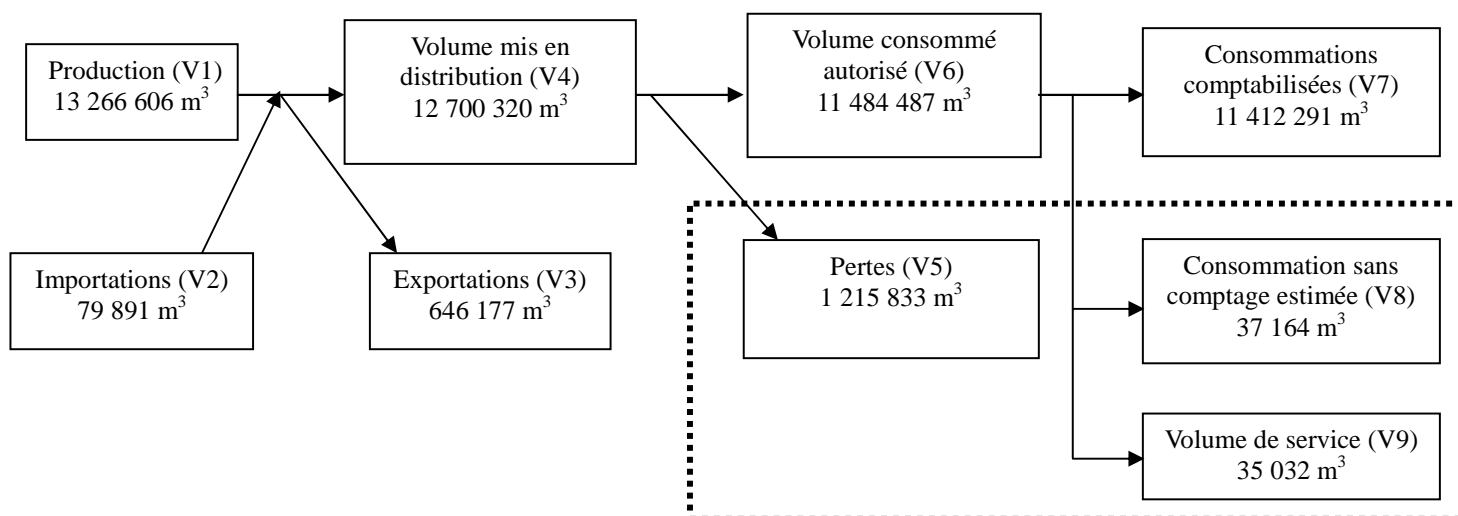 Production (V1)
13 266 606 m³
Volume mis en
distribution (V4)
12 700 320 m³
Volume consommé
autorisé (V6)
11 484 487 m³
Consommations
comptabilisées (V7)
11 412 291 m³
Importations (V2)
79 891 m³
Exportations (V3)
646 177 m³
Pertes (V5)
1 215 833 m³
Consommation sans
comptage estimée (V8)
37 164 m³
Volume de service (V9)
35 032 m³